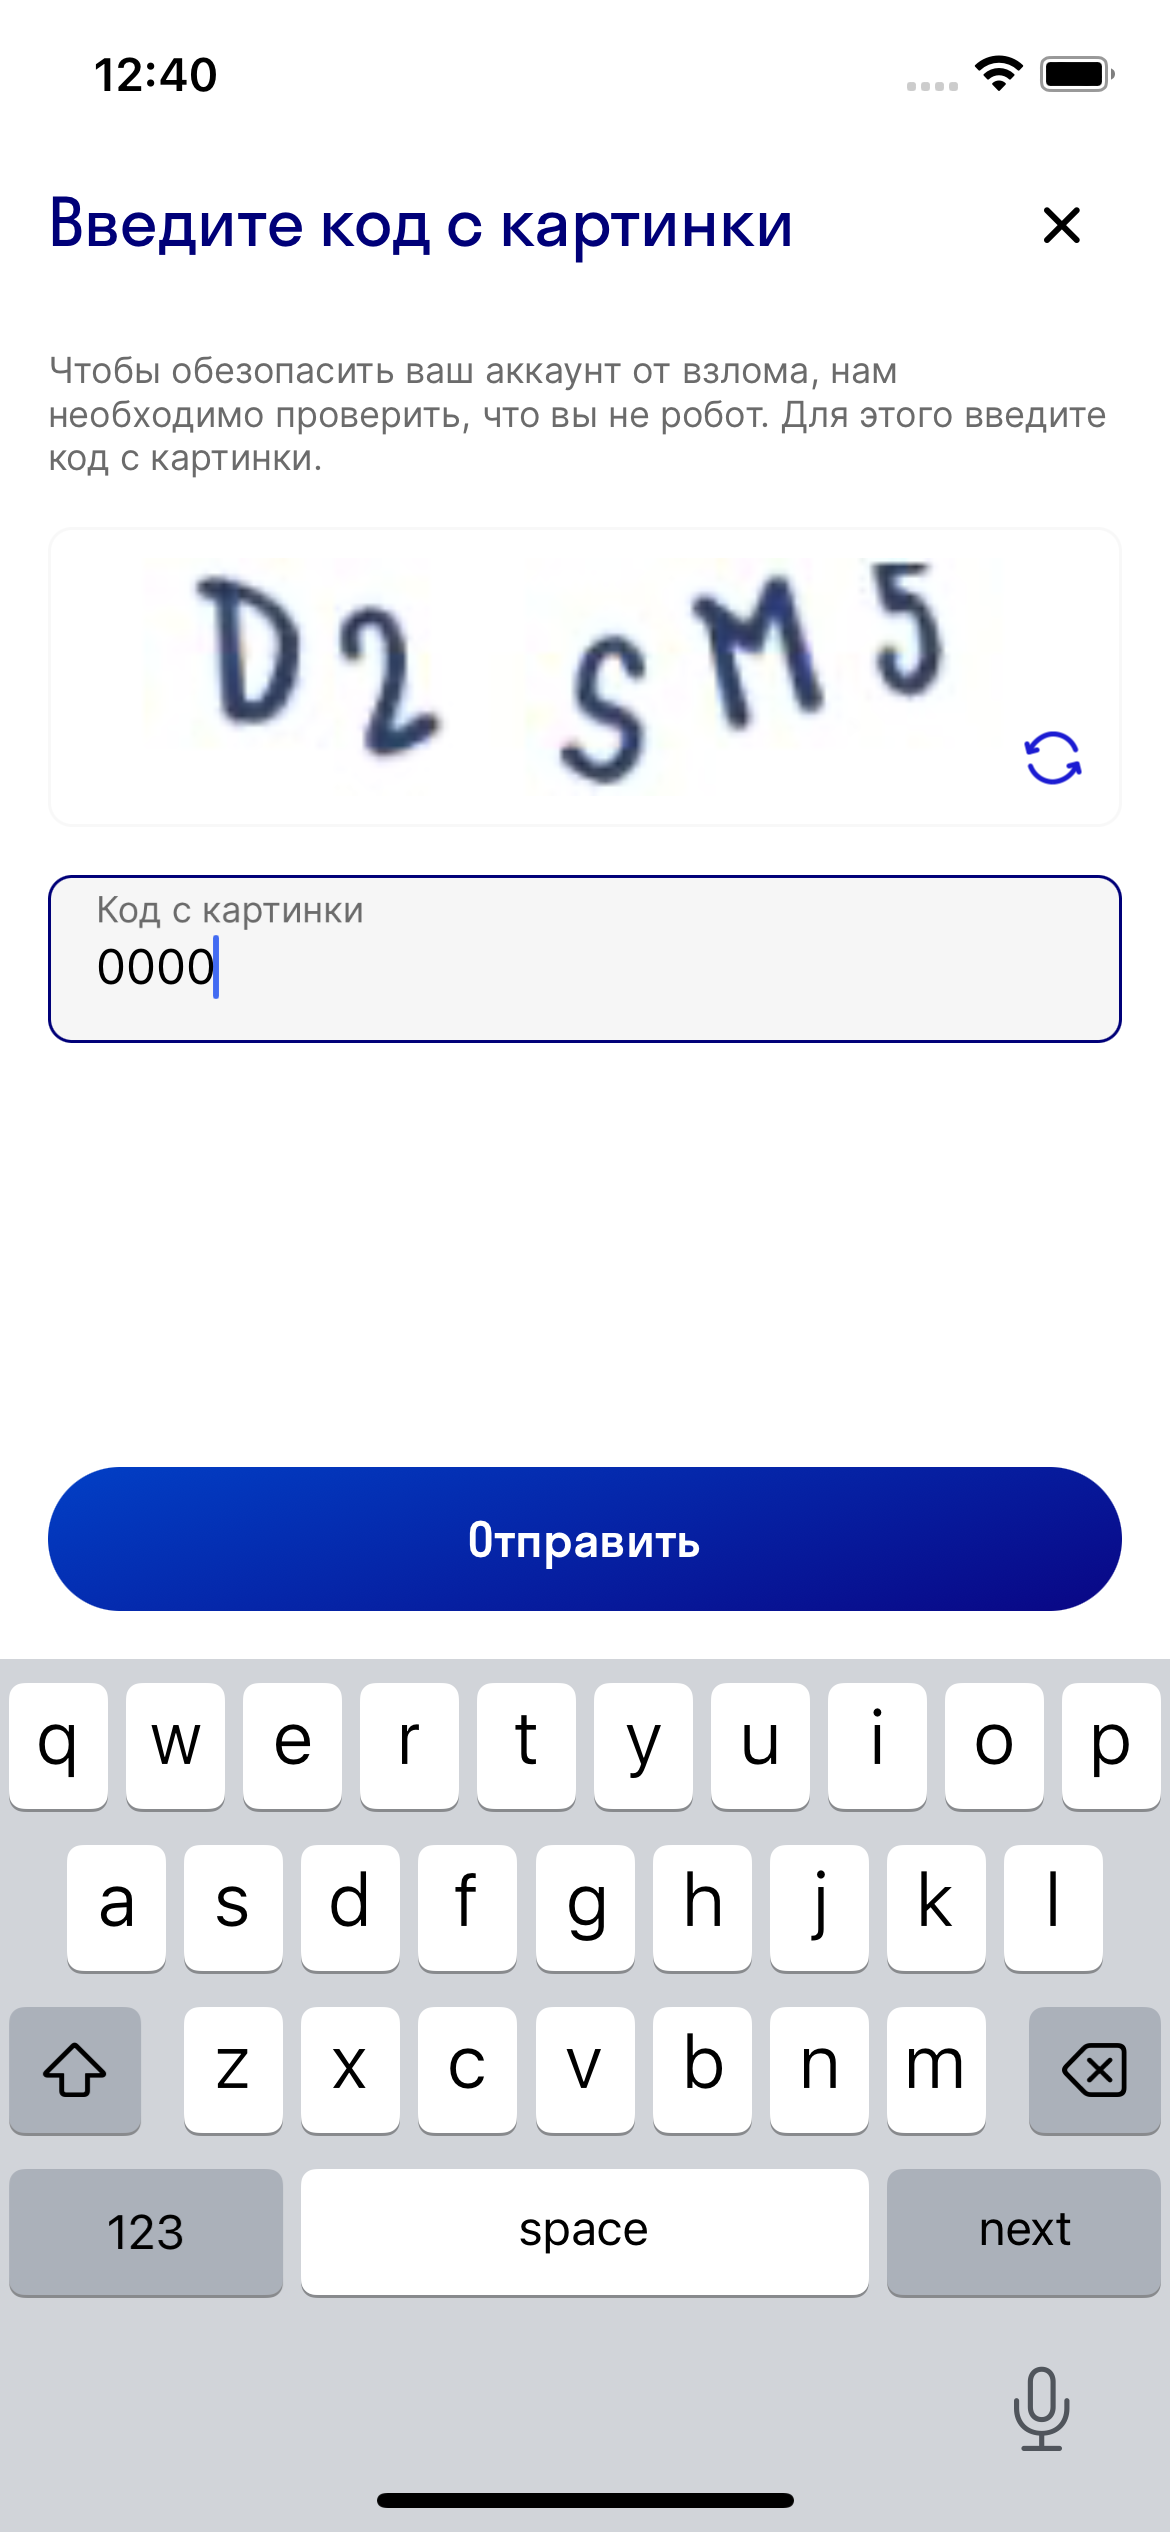 12:40
Введите код с картинки
Чтобы обезопасить ваш аккаунт от взлома, нам
необходимо проверить, что вы не робот. Для этого введите
код с картинки.
D2 SM5
Код с картинки
0000
Отправить
q w e r t y u i o p
a s d f g h j k l
z x c v b n m
123 space next